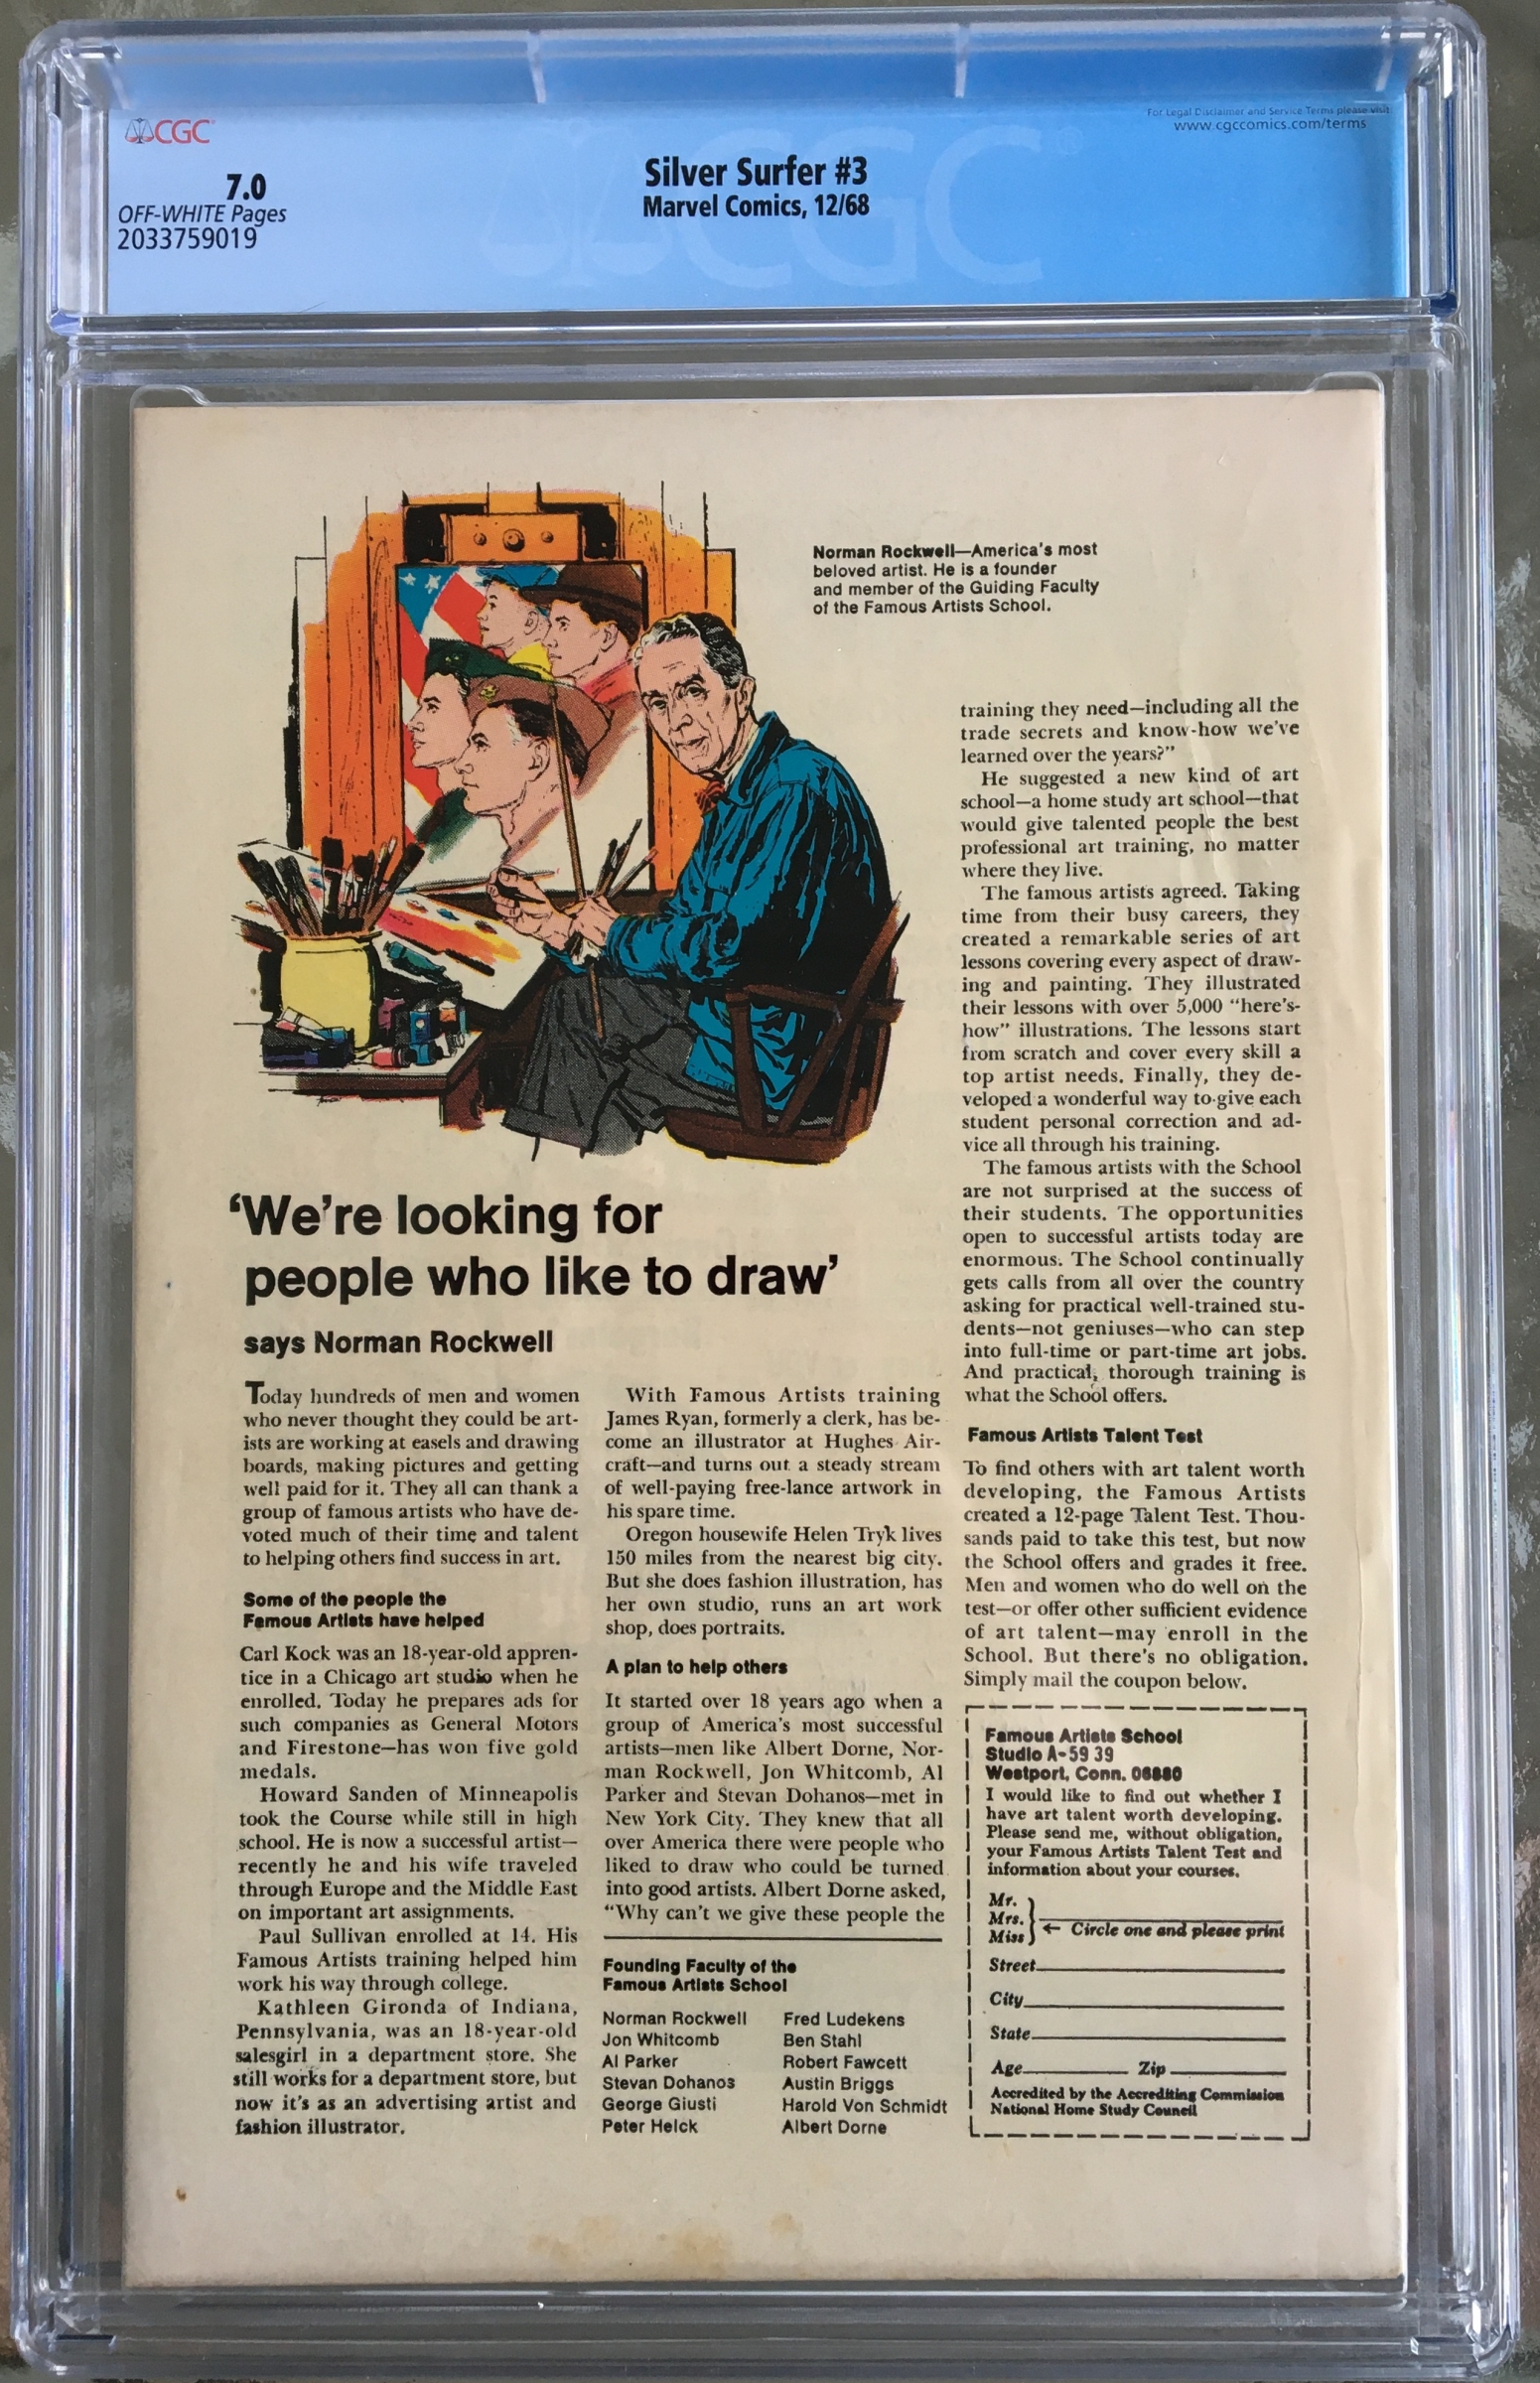 CGC
For Legal Disclaimer and Service Terms please visit:
www.cgccomics.com/terms
7.0
OFF-WHITE Pages
2033759019
Silver Surfer #3
Marvel Comics, 12/68
CGC
Norman Rockwell—America's most
beloved artist. He is a founder
and member of the Guiding Faculty
of the Famous Artists School.
‘We're looking for
people who like to draw’
says Norman Rockwell
Today hundreds of men and women
who never thought they could be art-
ists are working at easels and drawing
boards, making pictures and getting
well paid for it. They all can thank a
group of famous artists who have de-
voted much of their time and talent
to helping others find success in art.
Some of the people the
Famous Artists have helped
Carl Kock was an 18-year-old appren-
tice in a Chicago art studio when he
enrolled. Today he prepares ads for
such companies as General Motors
and Firestone—has won five gold
medals.
Howard Sanden of Minneapolis
took the Course while still in high
school. He is now a successful artist—
recently he and his wife traveled
through Europe and the Middle East
on important art assignments.
Paul Sullivan enrolled at 14. His
Famous Artists training helped him
work his way through college.
Kathleen Gironda of Indiana,
Pennsylvania, was an 18-year-old
salesgirl in a department store. She
still works for a department store, but
now it's as an advertising artist and
fashion illustrator.
With Famous Artists training
James Ryan, formerly a clerk, has be-
come an illustrator at Hughes Air-
craft—and turns out a steady stream
of well-paying free-lance artwork in
his spare time.
Oregon housewife Helen Tryk lives
150 miles from the nearest big city.
But she does fashion illustration, has
her own studio, runs an art work
shop, does portraits.
A plan to help others
It started over 18 years ago when a
group of America's most successful
artists—men like Albert Dorne, Nor-
man Rockwell, Jon Whitcomb, Al
Parker and Stevan Dohanos—met in
New York City. They knew that all
over America there were people who
liked to draw who could be turned
into good artists. Albert Dorne asked,
“Why can't we give these people the
training they need—including all the
trade secrets and know-how we've
learned over the years?”
He suggested a new kind of art
school—a home study art school—that
would give talented people the best
professional art training, no matter
where they live.
The famous artists agreed. Taking
time from their busy careers, they
created a remarkable series of art
lessons covering every aspect of draw-
ing and painting. They illustrated
their lessons with over 5,000 “here's-
how” illustrations. The lessons start
from scratch and cover every skill a
top artist needs. Finally, they de-
veloped a wonderful way to give each
student personal correction and ad-
vice all through his training.
The famous artists with the School
are not surprised at the success of
their students. The opportunities
open to successful artists today are
enormous. The School continually
gets calls from all over the country
asking for practical well-trained stu-
dents—not geniuses—who can step
into full-time or part-time art jobs.
And practical, thorough training is
what the School offers.
Famous Artists Talent Test
To find others with art talent worth
developing, the Famous Artists
created a 12-page Talent Test. Thou-
sands paid to take this test, but now
the School offers and grades it free.
Men and women who do well on the
test—or offer other sufficient evidence
of art talent—may enroll in the
School. But there's no obligation.
Simply mail the coupon below.
Founding Faculty of the
Famous Artists School
Norman Rockwell
Jon Whitcomb
Al Parker
Stevan Dohanos
George Giusti
Peter Helck
Fred Ludekens
Ben Stahl
Robert Fawcett
Austin Briggs
Harold Von Schmidt
Albert Dorne
Famous Artists School
Studio A-59 39
Westport, Conn. 06880
I would like to find out whether I
have art talent worth developing.
Please send me, without obligation,
your Famous Artists Talent Test and
information about your courses.
Mr.
Mrs.
Miss
← Circle one and please print
Street
City
State
Age Zip
Accredited by the Accrediting Commission
National Home Study Council